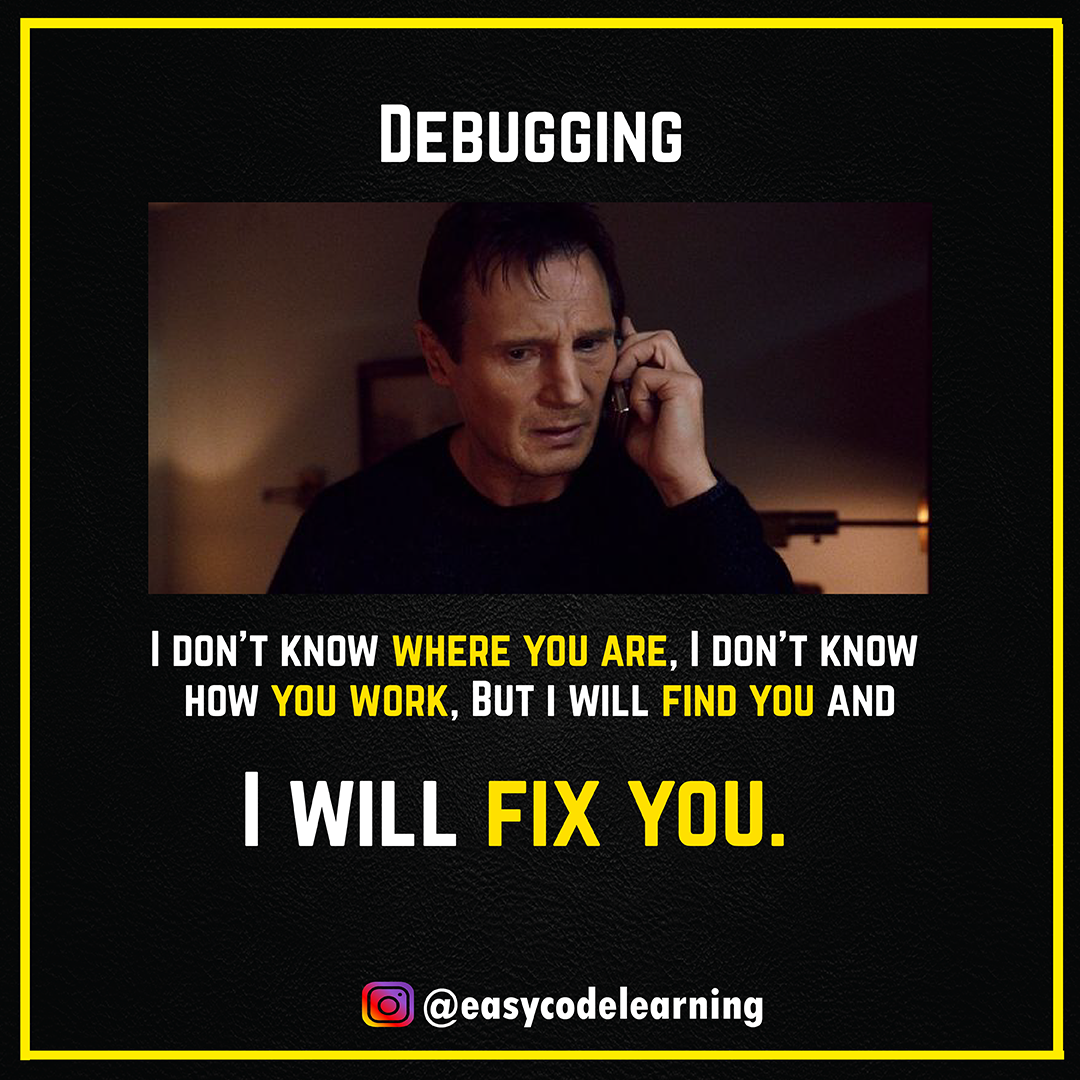 Debugging
I don't know where you are, I don't know
how you work, But i will find you and
I will fix you.
@easycodelearning